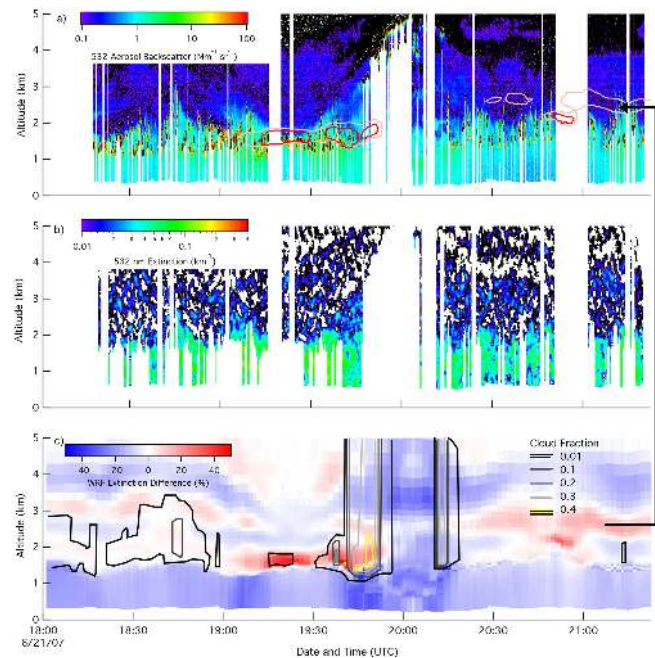 0.1 1 10 100
a)
532 Aerosol Backscatter (Mm⁻¹ s⁻¹)
5
4
3
2
1
0
Altitude (km)
0.01 0.1
b)
532 nm Extinction (km⁻¹)
5
4
3
2
1
0
Altitude (km)
c)
-40 -20 0 20 40
WRF Extinction Difference (%)
Cloud Fraction
0.01
0.1
0.2
0.3
0.4
5
4
3
2
1
0
Altitude (km)
18:00 18:30 19:00 19:30 20:00 20:30 21:00
8/21/07
Date and Time (UTC)